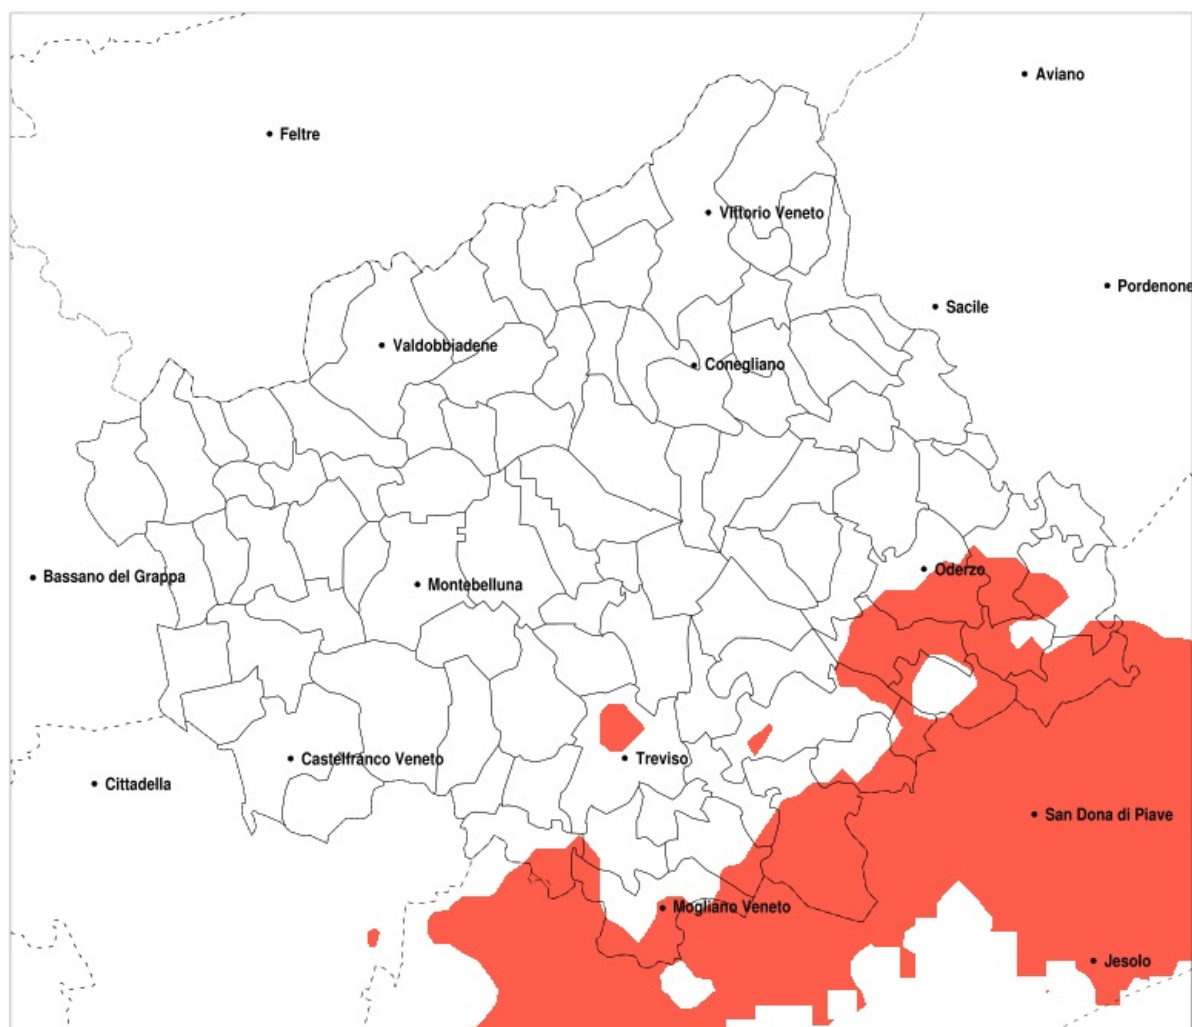 Aviano
Feltre
Vittorio Veneto
Pordenone
Sacile
Valdobbiadene
Conegliano
Oderzo
Bassano del Grappa
Montebelluna
Castelfranco Veneto
Treviso
Cittadella
San Dona di Piave
Mogliano Veneto
Jesolo